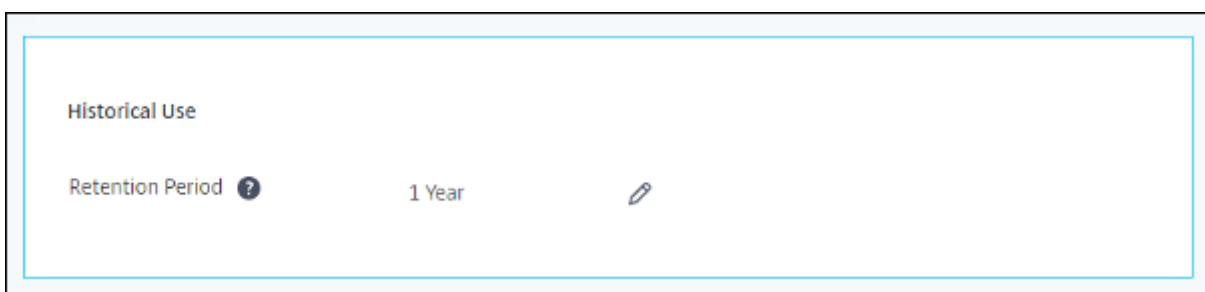 Historical Use
Retention Period ? 1 Year